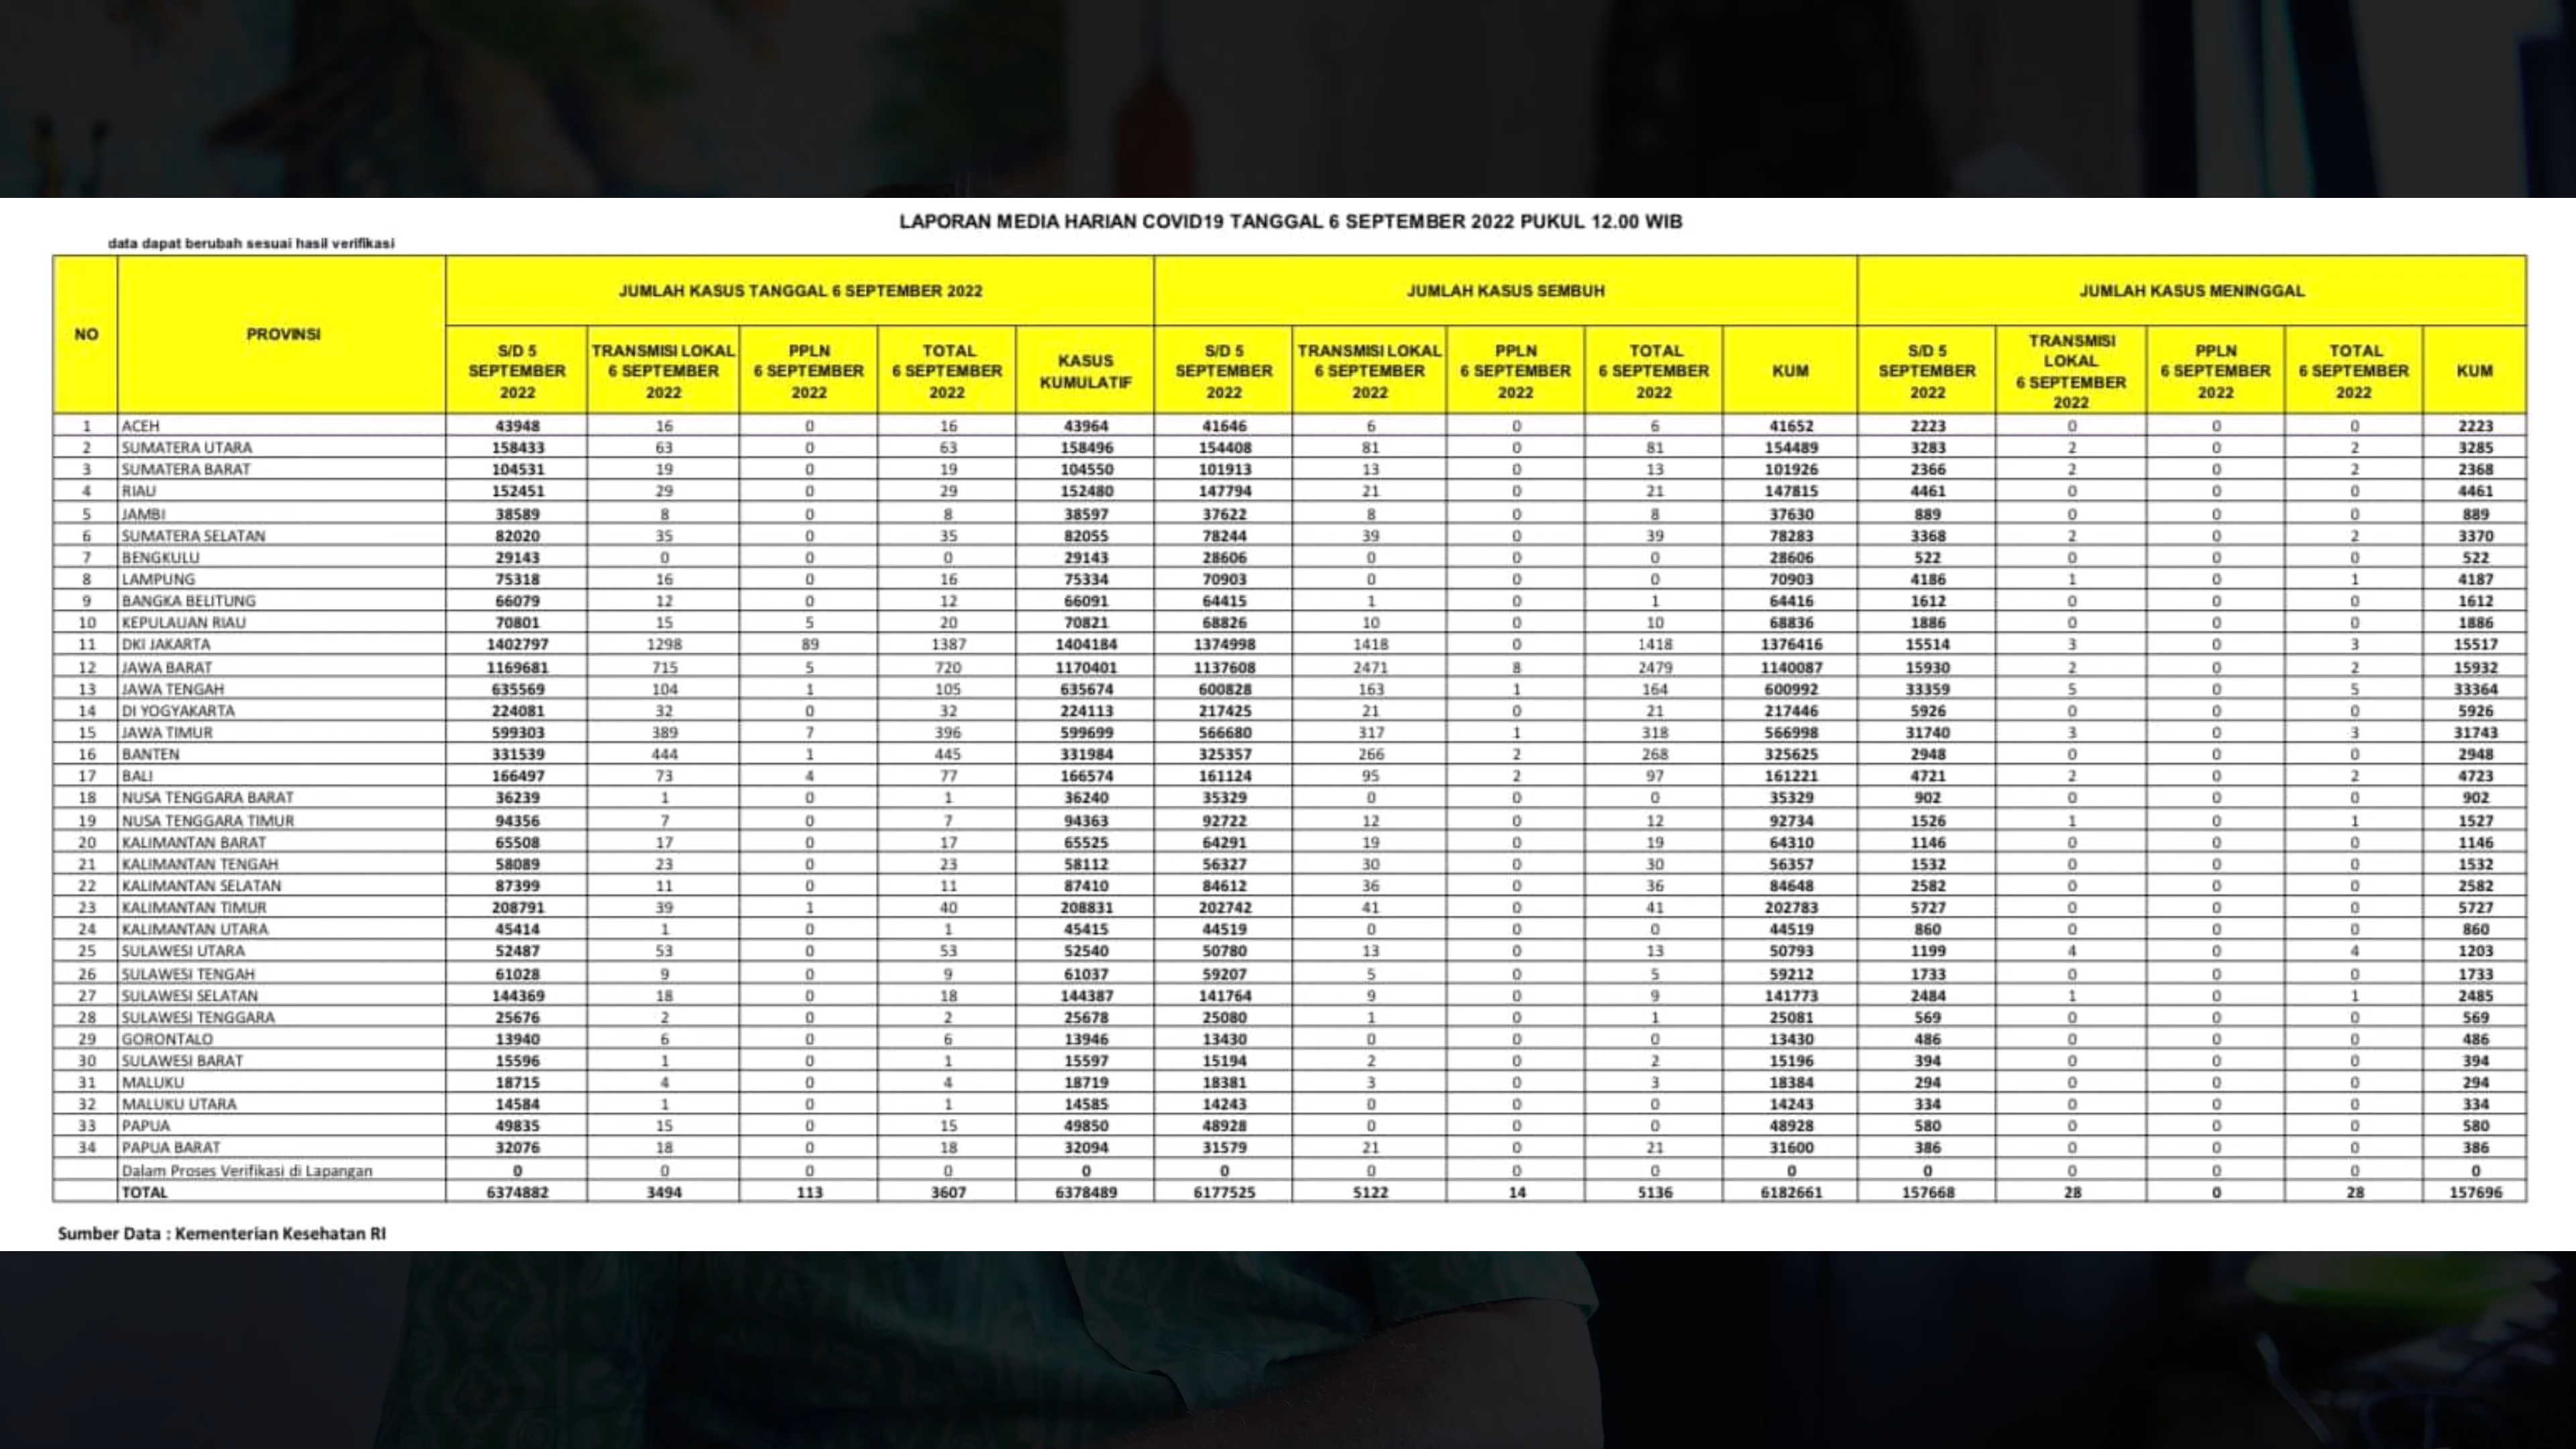 LAPORAN MEDIA HARIAN COVID19 TANGGAL 6 SEPTEMBER 2022 PUKUL 12.00 WIB
data dapat berubah sesuai hasil verifikasi
NO PROVINSI JUMLAH KASUS TANGGAL 6 SEPTEMBER 2022 JUMLAH KASUS SEMBUH JUMLAH KASUS MENINGGAL
S/D 5 SEPTEMBER 2022 TRANSMISI LOKAL 6 SEPTEMBER 2022 PPLN 6 SEPTEMBER 2022 TOTAL 6 SEPTEMBER 2022 KASUS KUMULATIF S/D 5 SEPTEMBER 2022 TRANSMISI LOKAL 6 SEPTEMBER 2022 PPLN 6 SEPTEMBER 2022 TOTAL 6 SEPTEMBER 2022 KUM S/D 5 SEPTEMBER 2022 TRANSMISI LOKAL 6 SEPTEMBER 2022 PPLN 6 SEPTEMBER 2022 TOTAL 6 SEPTEMBER 2022 KUM
1 ACEH 43948 16 0 16 43964 41646 6 0 6 41652 2223 0 0 0 2223
2 SUMATERA UTARA 158433 63 0 63 158496 154408 81 0 81 154489 3283 2 0 2 3285
3 SUMATERA BARAT 104531 19 0 19 104550 101913 13 0 13 101926 2366 2 0 2 2368
4 RIAU 152451 29 0 29 152480 147794 21 0 21 147815 4461 0 0 0 4461
5 JAMBI 38589 8 0 8 38597 37622 8 0 8 37630 889 0 0 0 889
6 SUMATERA SELATAN 82020 35 0 35 82055 78244 39 0 39 78283 3368 2 0 2 3370
7 BENGKULU 29143 0 0 0 29143 28606 0 0 0 28606 522 0 0 0 522
8 LAMPUNG 75318 16 0 16 75334 70903 0 0 0 70903 4186 1 0 1 4187
9 BANGKA BELITUNG 66079 12 0 12 66091 64415 1 0 1 64416 1612 0 0 0 1612
10 KEPULAUAN RIAU 70801 15 5 20 70821 68826 10 0 10 68836 1886 0 0 0 1886
11 DKI JAKARTA 1402797 1298 89 1387 1404184 1374998 1418 0 1418 1376416 15514 3 0 3 15517
12 JAWA BARAT 1169681 715 5 720 1170401 1137608 2471 8 2479 1140087 15930 2 0 2 15932
13 JAWA TENGAH 635569 104 1 105 635674 600828 163 1 164 600992 33359 5 0 5 33364
14 DI YOGYAKARTA 224081 32 0 32 224113 217425 21 0 21 217446 5926 0 0 0 5926
15 JAWA TIMUR 599303 389 7 396 599699 566680 317 1 318 566998 31740 3 0 3 31743
16 BANTEN 331539 444 1 445 331984 325357 266 2 268 325625 2948 0 0 0 2948
17 BALI 166497 73 4 77 166574 161124 95 2 97 161221 4721 2 0 2 4723
18 NUSA TENGGARA BARAT 36239 1 0 1 36240 35329 0 0 0 35329 902 0 0 0 902
19 NUSA TENGGARA TIMUR 94356 7 0 7 94363 92722 12 0 12 92734 1526 1 0 1 1527
20 KALIMANTAN BARAT 65508 17 0 17 65525 64291 19 0 19 64310 1146 0 0 0 1146
21 KALIMANTAN TENGAH 58089 23 0 23 58112 56327 30 0 30 56357 1532 0 0 0 1532
22 KALIMANTAN SELATAN 87399 11 0 11 87410 84612 36 0 36 84648 2582 0 0 0 2582
23 KALIMANTAN TIMUR 208791 39 1 40 208831 202742 41 0 41 202783 5727 0 0 0 5727
24 KALIMANTAN UTARA 45414 1 0 1 45415 44519 0 0 0 44519 860 0 0 0 860
25 SULAWESI UTARA 52487 53 0 53 52540 50780 13 0 13 50793 1199 4 0 4 1203
26 SULAWESI TENGAH 61028 9 0 9 61037 59207 5 0 5 59212 1733 0 0 0 1733
27 SULAWESI SELATAN 144369 18 0 18 144387 141764 9 0 9 141773 2484 1 0 1 2485
28 SULAWESI TENGGARA 25676 2 0 2 25678 25080 1 0 1 25081 569 0 0 0 569
29 GORONTALO 13940 6 0 6 13946 13430 0 0 0 13430 486 0 0 0 486
30 SULAWESI BARAT 15596 1 0 1 15597 15194 2 0 2 15196 394 0 0 0 394
31 MALUKU 18715 4 0 4 18719 18381 3 0 3 18384 294 0 0 0 294
32 MALUKU UTARA 14584 1 0 1 14585 14243 0 0 0 14243 334 0 0 0 334
33 PAPUA 49835 15 0 15 49850 48928 0 0 0 48928 580 0 0 0 580
34 PAPUA BARAT 32076 18 0 18 32094 31579 21 0 21 31600 386 0 0 0 386
Dalam Proses Verifikasi di Lapangan 0 0 0 0 0 0 0 0 0 0 0 0 0 0 0
TOTAL 6374882 3494 113 3607 6378489 6177525 5122 14 5136 6182661 157668 28 0 28 157696
Sumber Data : Kementerian Kesehatan RI